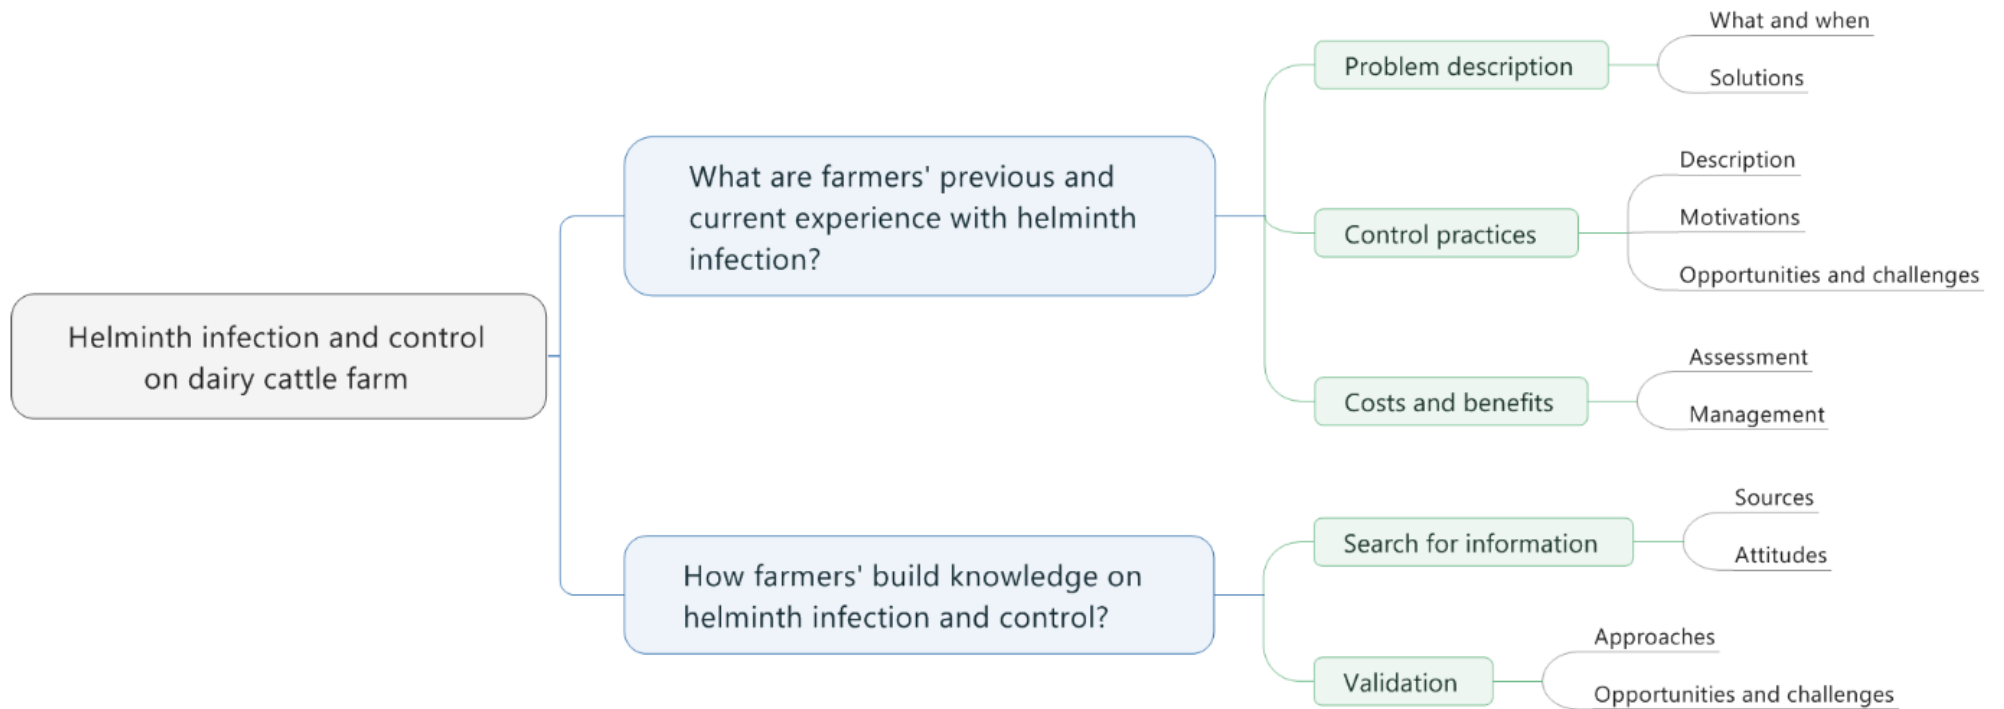 Helminth infection and control
on dairy cattle farm
What are farmers' previous and
current experience with helminth
infection?
Problem description
What and when
Solutions
Control practices
Description
Motivations
Opportunities and challenges
Costs and benefits
Assessment
Management
How farmers' build knowledge on
helminth infection and control?
Search for information
Sources
Attitudes
Validation
Approaches
Opportunities and challenges